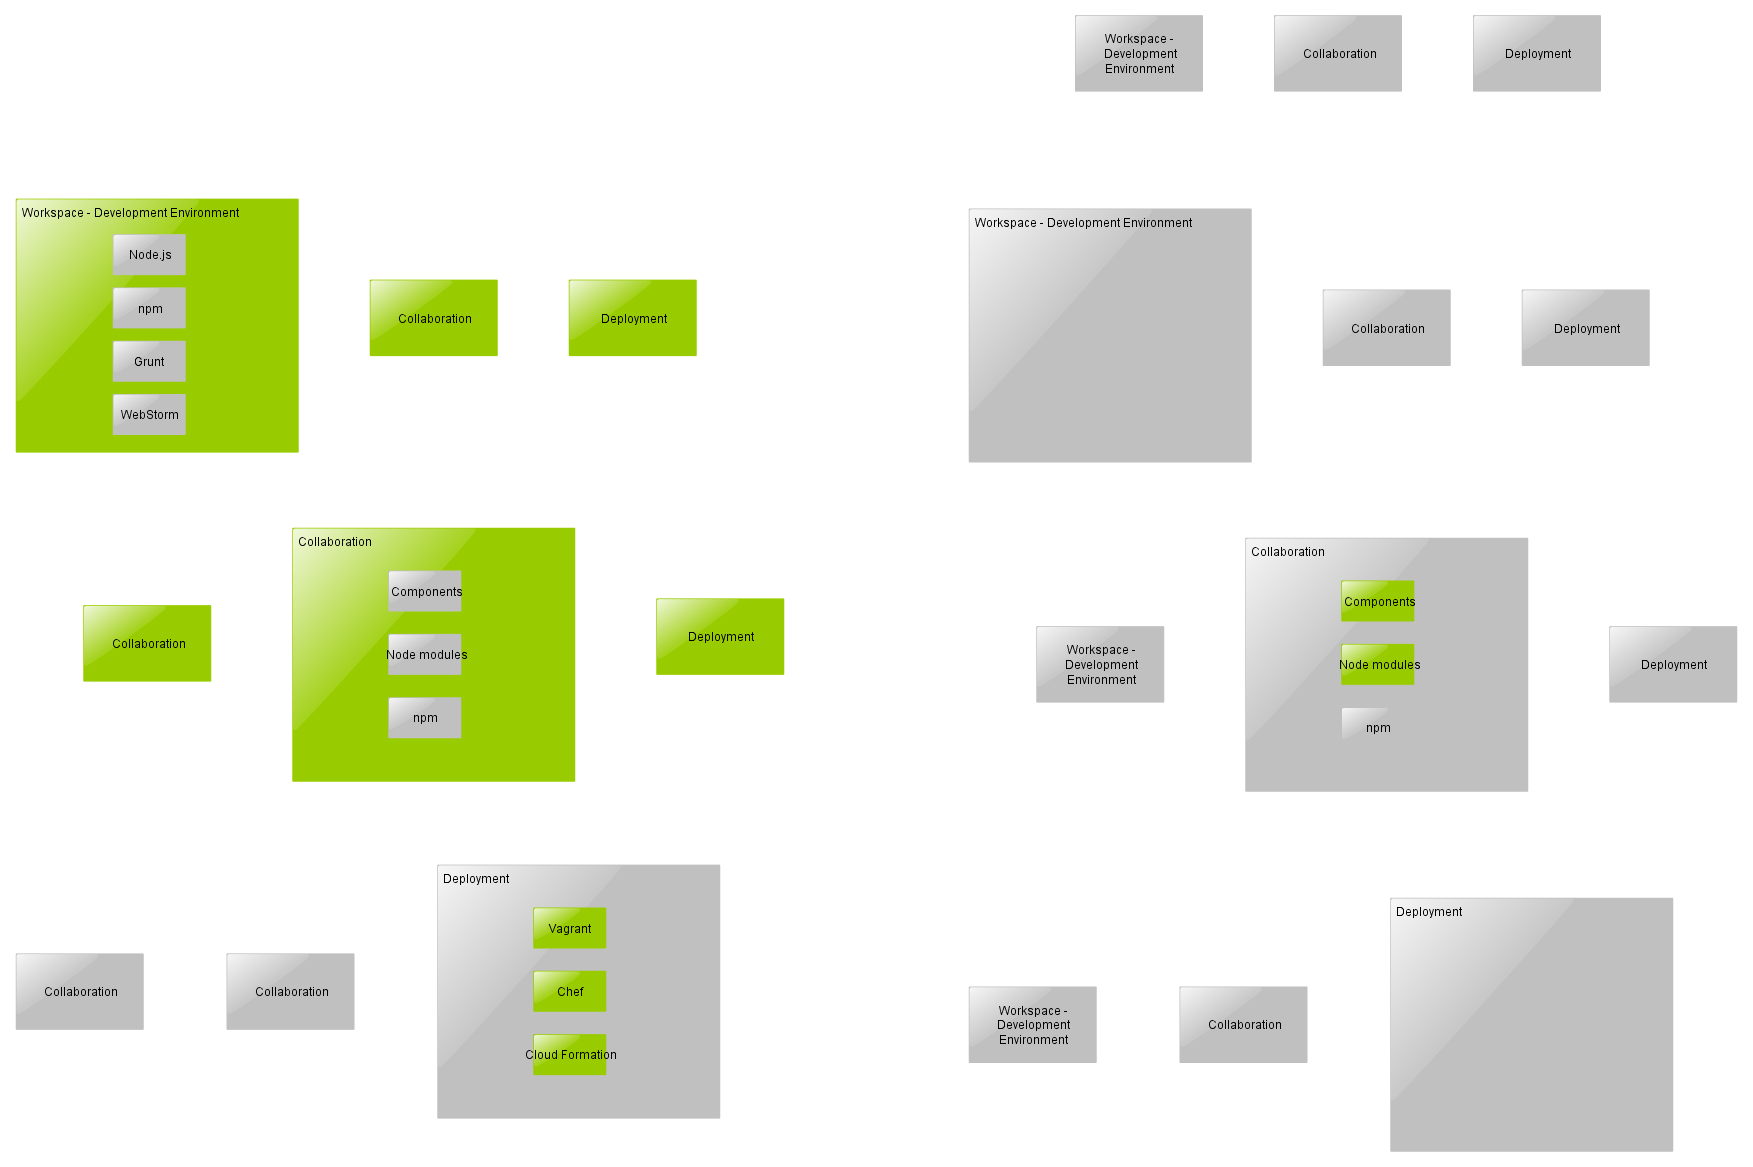 Workspace -
Development
Environment
Collaboration
Deployment
Workspace - Development Environment
Node.js
npm
Grunt
WebStorm
Collaboration
Deployment
Workspace - Development Environment
Collaboration
Deployment
Collaboration
Collaboration
Components
Node modules
npm
Deployment
Workspace -
Development
Environment
Collaboration
Components
Node modules
npm
Deployment
Collaboration
Collaboration
Deployment
Vagrant
Chef
Cloud Formation
Workspace -
Development
Environment
Collaboration
Deployment